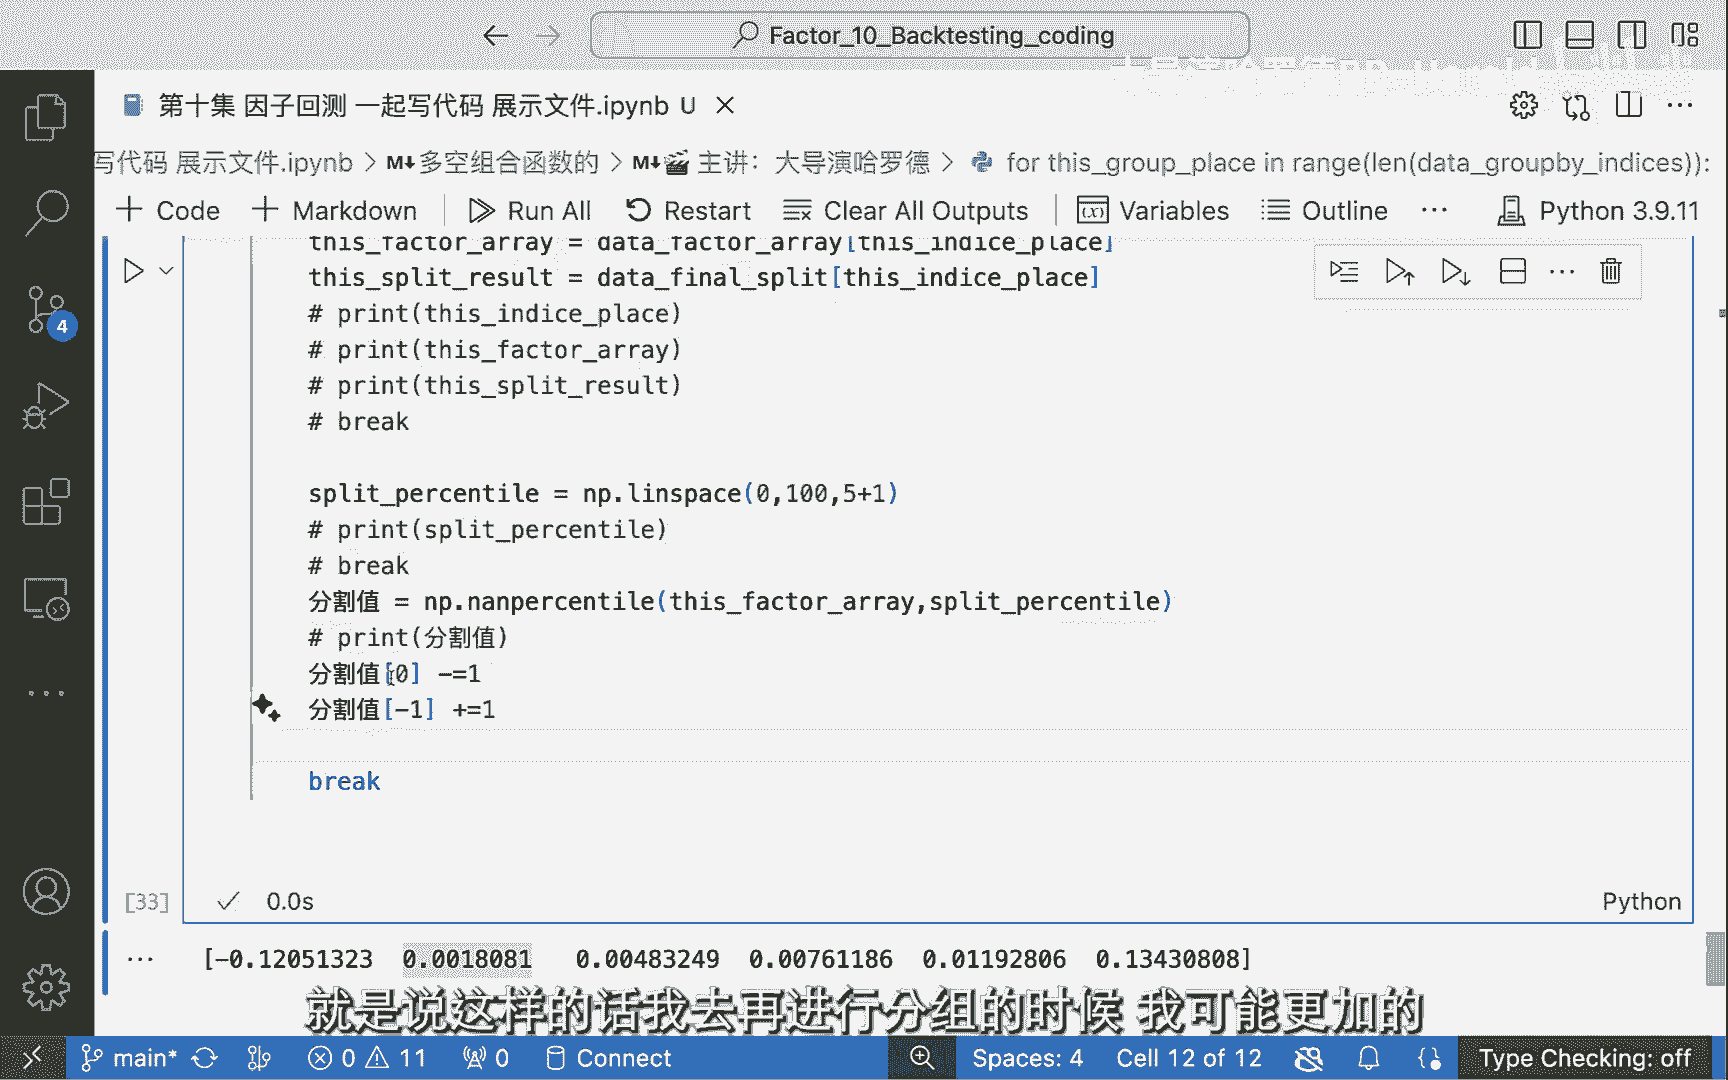 Factor_10_Backtesting_coding
第十集 因子回测 一起写代码 展示文件.ipynb U
写代码 展示文件.ipynb > M↓多空组合函数的 > M↓🎬 主讲：大导演哈罗德 > for this_group_place in range(len(data_groupby_indices)):
+ Code + Markdown Run All Restart Clear All Outputs Variables Outline ··· Python 3.9.11
this_factor_array = data_factor_array[this_indice_place]
this_split_result = data_final_split[this_indice_place]
# print(this_indice_place)
# print(this_factor_array)
# print(this_split_result)
# break
split_percentile = np.linspace(0,100,5+1)
# print(split_percentile)
# break
分割值 = np.nanpercentile(this_factor_array,split_percentile)
# print(分割值)
分割值[0] -=1
分割值[-1] +=1
break
[33] ✓ 0.0s Python
[-0.12051323 0.0018081 0.00483249 0.00761186 0.01192806 0.13430808]
就是说这样的话我去再进行分组的时候 我可能更加的
4
main* 0 11 0 Connect Spaces: 4 Cell 12 of 12 Type Checking: off